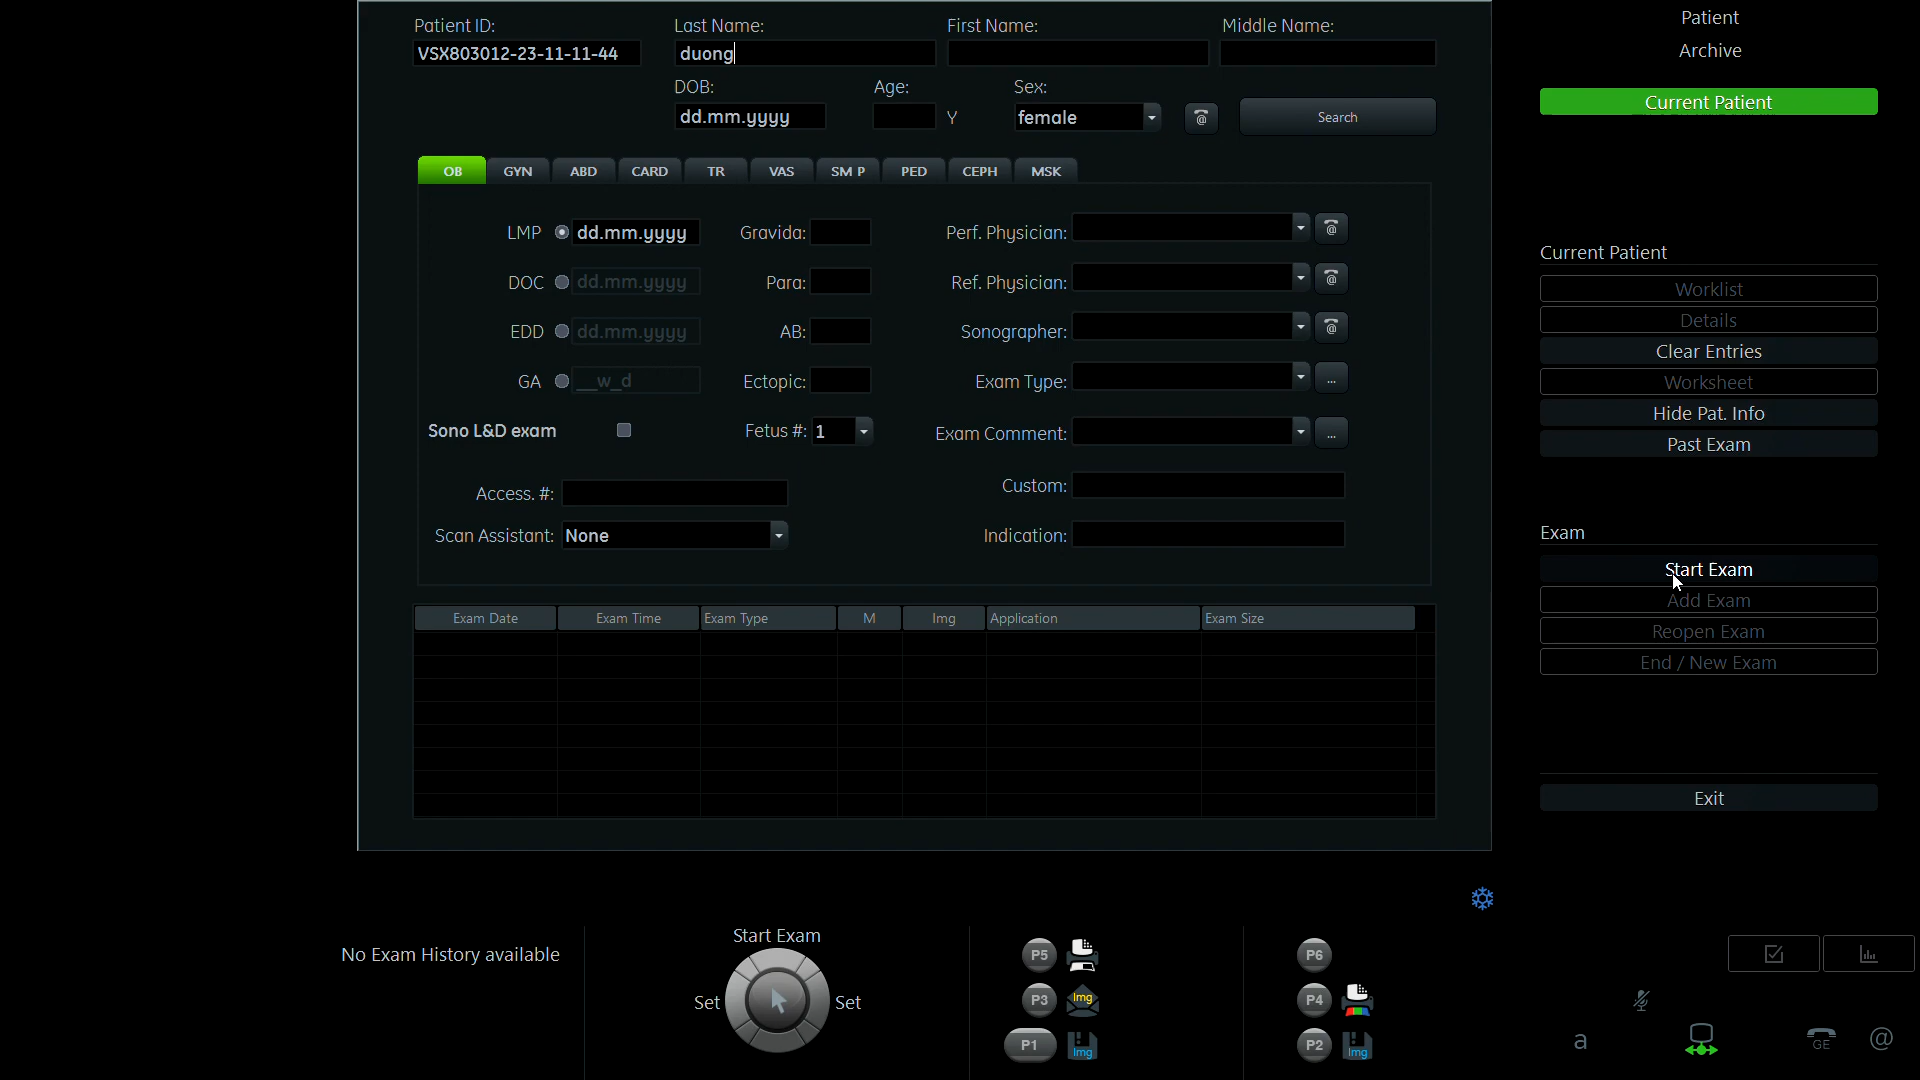 Patient ID: Last Name: First Name: Middle Name:
VSX803012-23-11-11-44 duong
DOB: Age: Sex:
dd.mm.yyyy Y female @ Search
OB GYN ABD CARD TR VAS SM P PED CEPH MSK
LMP dd.mm.yyyy Gravida: Perf. Physician: @
DOC dd.mm.yyyy Para: Ref. Physician: @
EDD dd.mm.yyyy AB: Sonographer: @
GA __w_d Ectopic: Exam Type: ...
Sono L&D exam Fetus #: 1 Exam Comment: ...
Access. #: Custom:
Scan Assistant: None Indication:
Exam Date Exam Time Exam Type M Img Application Exam Size
Patient
Archive
Current Patient
Current Patient
Worklist
Details
Clear Entries
Worksheet
Hide Pat. Info
Past Exam
Exam
Start Exam
Add Exam
Reopen Exam
End / New Exam
Exit
No Exam History available
Start Exam
Set Set
P5
P3 Img
P1 Img
P6
P4
P2 Img
a GE @